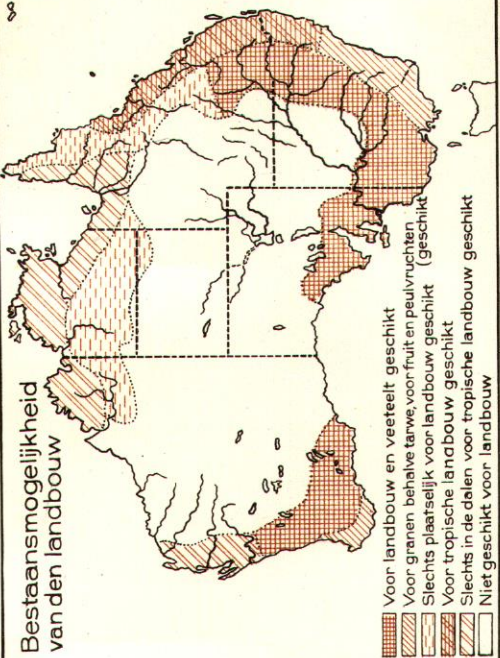 8
Bestaansmogelijkheid
van den landbouw
Voor landbouw en veeteelt geschikt
Voor granen behalve tarwe, voor fruit en peulvruchten
(geschikt
Slechts plaatselijk voor landbouw geschikt
Voor tropische landbouw geschikt
Slechts in de dalen voor tropische landbouw geschikt
Niet geschikt voor landbouw